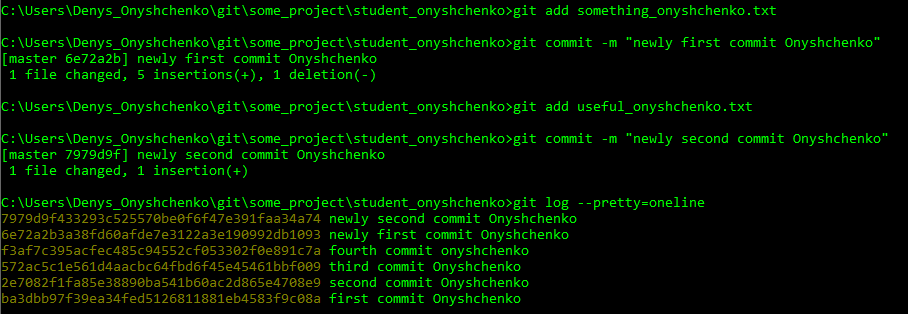 C:\Users\Denys_Onyshchenko\git\some_project\student_onyshchenko>git add something_onyshchenko.txt
C:\Users\Denys_Onyshchenko\git\some_project\student_onyshchenko>git commit -m "newly first commit Onyshchenko"
[master 6e72a2b] newly first commit Onyshchenko
1 file changed, 5 insertions(+), 1 deletion(-)
C:\Users\Denys_Onyshchenko\git\some_project\student_onyshchenko>git add useful_onyshchenko.txt
C:\Users\Denys_Onyshchenko\git\some_project\student_onyshchenko>git commit -m "newly second commit Onyshchenko"
[master 7979d9f] newly second commit Onyshchenko
1 file changed, 1 insertion(+)
C:\Users\Denys_Onyshchenko\git\some_project\student_onyshchenko>git log --pretty=oneline
7979d9f433293c525570be0f6f47e391faa34a74 newly second commit Onyshchenko
6e72a2b3a38fd60afde7e3122a3e190992db1093 newly first commit Onyshchenko
f3af7c395acfec485c94552cf053302f0e891c7a fourth commit onyshchenko
572ac5c1e561d4aacbc64fbd6f45e45461bbf009 third commit Onyshchenko
2e7082f1fa85e38890ba541b60ac2d865e4708e9 second commit Onyshchenko
ba3dbb97f39ea34fed5126811881eb4583f9c08a first commit Onyshchenko